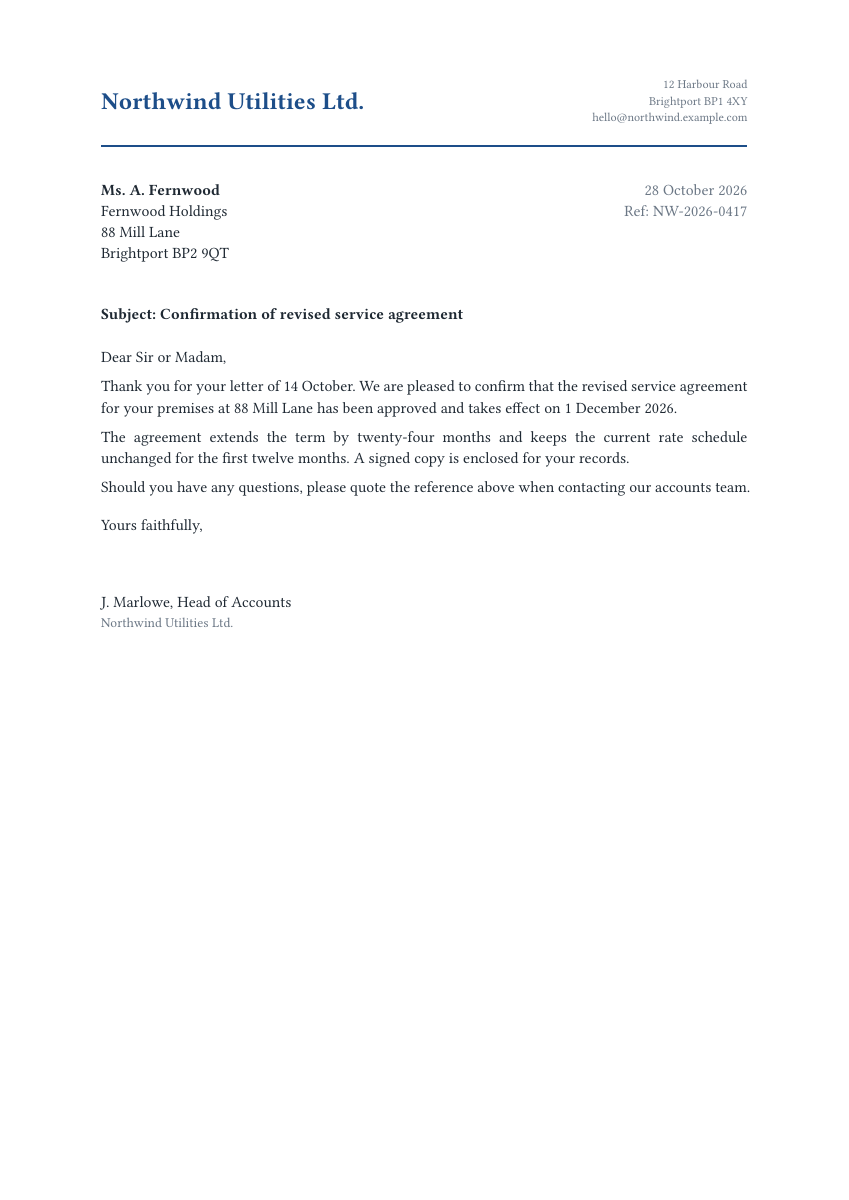 Northwind Utilities Ltd.
12 Harbour Road
Brightport BP1 4XY
hello@northwind.example.com
Ms. A. Fernwood
Fernwood Holdings
88 Mill Lane
Brightport BP2 9QT
28 October 2026
Ref: NW-2026-0417
Subject: Confirmation of revised service agreement
Dear Sir or Madam,
Thank you for your letter of 14 October. We are pleased to confirm that the revised service agreement
for your premises at 88 Mill Lane has been approved and takes effect on 1 December 2026.
The agreement extends the term by twenty-four months and keeps the current rate schedule
unchanged for the first twelve months. A signed copy is enclosed for your records.
Should you have any questions, please quote the reference above when contacting our accounts team.
Yours faithfully,
J. Marlowe, Head of Accounts
Northwind Utilities Ltd.